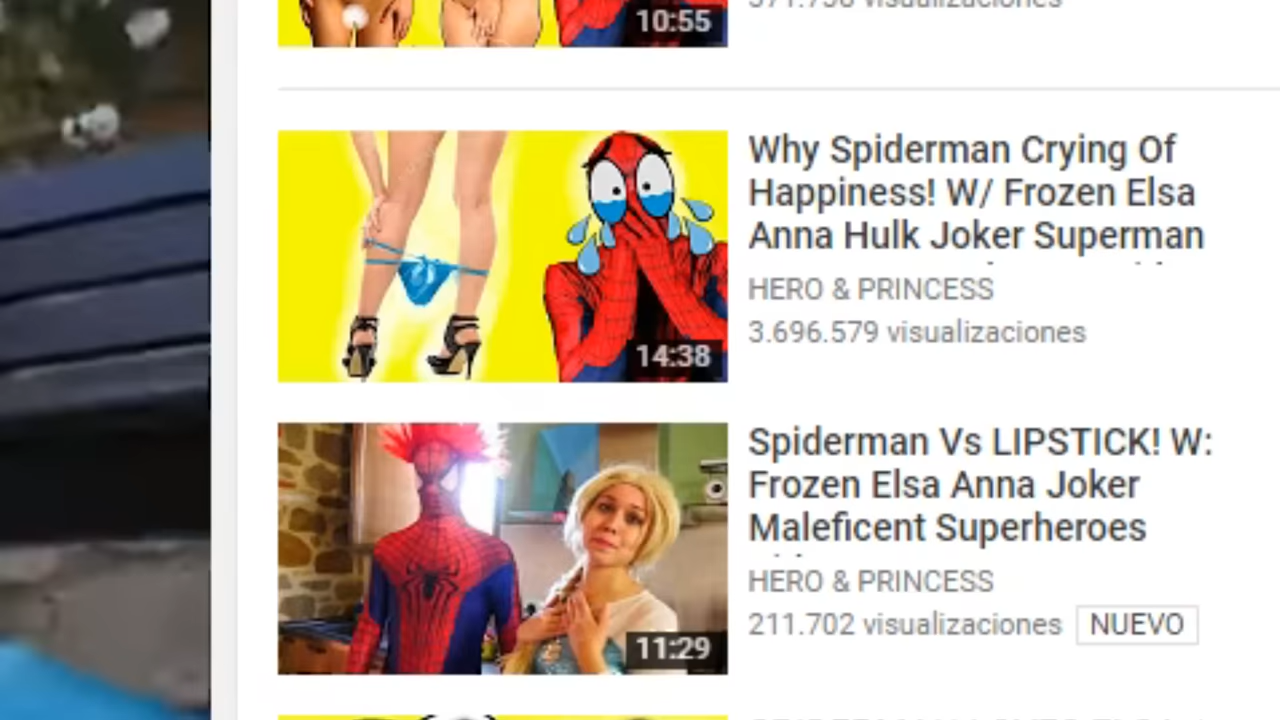 10:55
Why Spiderman Crying Of
Happiness! W/ Frozen Elsa
Anna Hulk Joker Superman
HERO & PRINCESS
3.696.579 visualizaciones
14:38
Spiderman Vs LIPSTICK! W:
Frozen Elsa Anna Joker
Maleficent Superheroes
HERO & PRINCESS
211.702 visualizaciones NUEVO
11:29